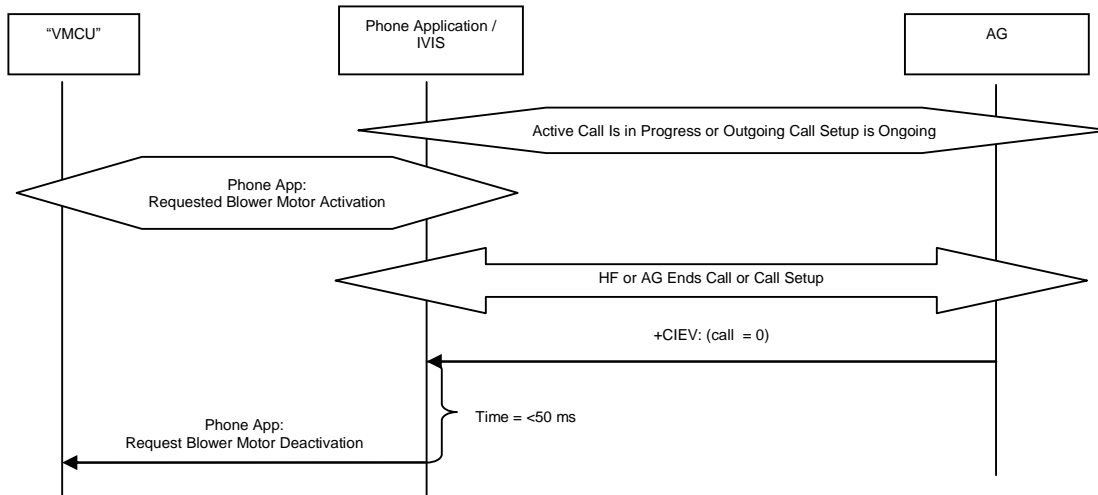 “VMCU”
Phone Application /
IVIS
AG
Active Call Is in Progress or Outgoing Call Setup is Ongoing
Phone App:
Requested Blower Motor Activation
HF or AG Ends Call or Call Setup
+CIEV: (call = 0)
Time = <50 ms
Phone App:
Request Blower Motor Deactivation